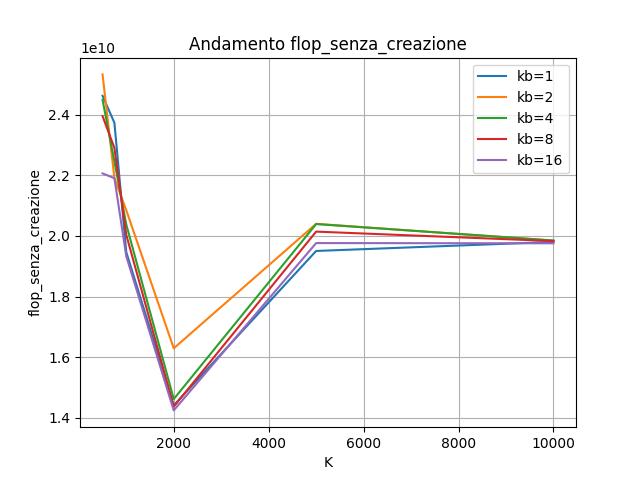 Andamento flop_senza_creazione
1e10
2.4
2.2
2.0
1.8
1.6
1.4
flop_senza_creazione
kb=1
kb=2
kb=4
kb=8
kb=16
2000
4000
6000
8000
10000
K